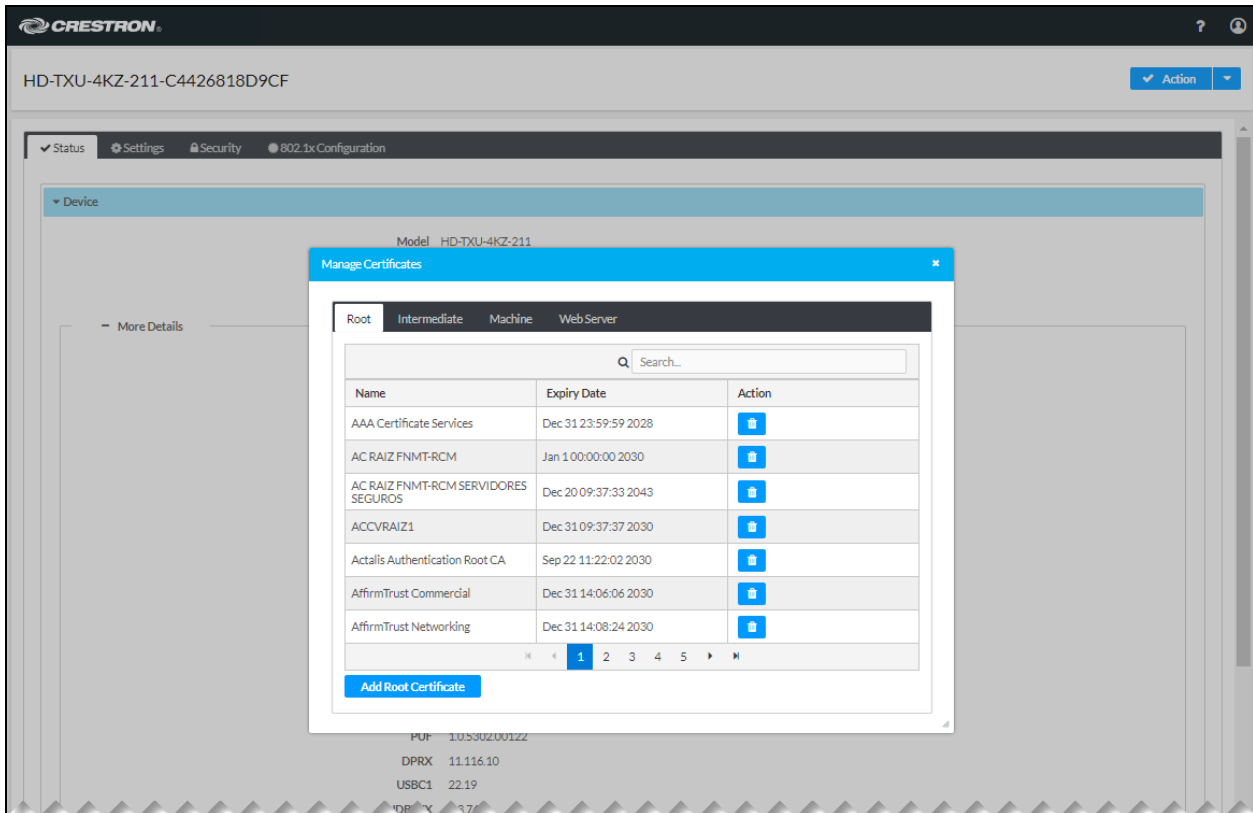 CRESTRON.
?
HD-TXU-4KZ-211-C4426818D9CF
Action
Status Settings Security 802.1x Configuration
Device
Model HD-TXU-4KZ-211
Manage Certificates
More Details
Root Intermediate Machine Web Server
Search...
Name Expiry Date Action
AAA Certificate Services Dec 31 23:59:59 2028
AC RAIZ FNMT-RCM Jan 1 00:00:00 2030
AC RAIZ FNMT-RCM SERVIDORES
SEGUROS Dec 20 09:37:33 2043
ACCVRAIZ1 Dec 31 09:37:37 2030
Actalis Authentication Root CA Sep 22 11:22:02 2030
AffirmTrust Commercial Dec 31 14:06:06 2030
AffirmTrust Networking Dec 31 14:08:24 2030
1 2 3 4 5
Add Root Certificate
PUF 1.0.5302.00122
DPRX 11.116.10
USBC1 22.19